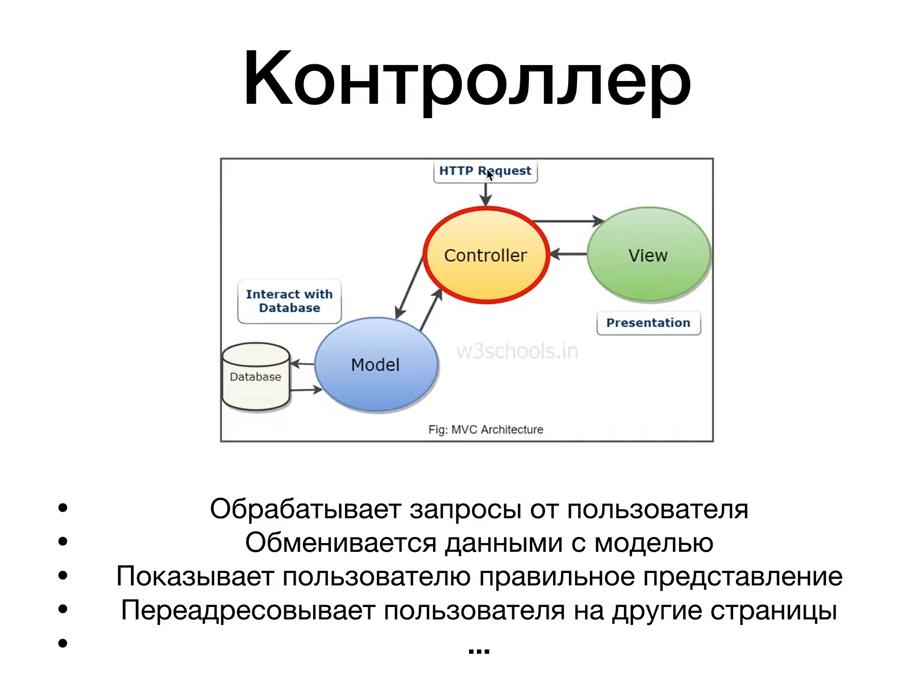 Контроллер
HTTP Request
Controller
View
Interact with
Database
Presentation
Database
Model
w3schools.in
Fig: MVC Architecture
• Обрабатывает запросы от пользователя
• Обменивается данными с моделью
• Показывает пользователю правильное представление
• Переадресовывает пользователя на другие страницы
• ...